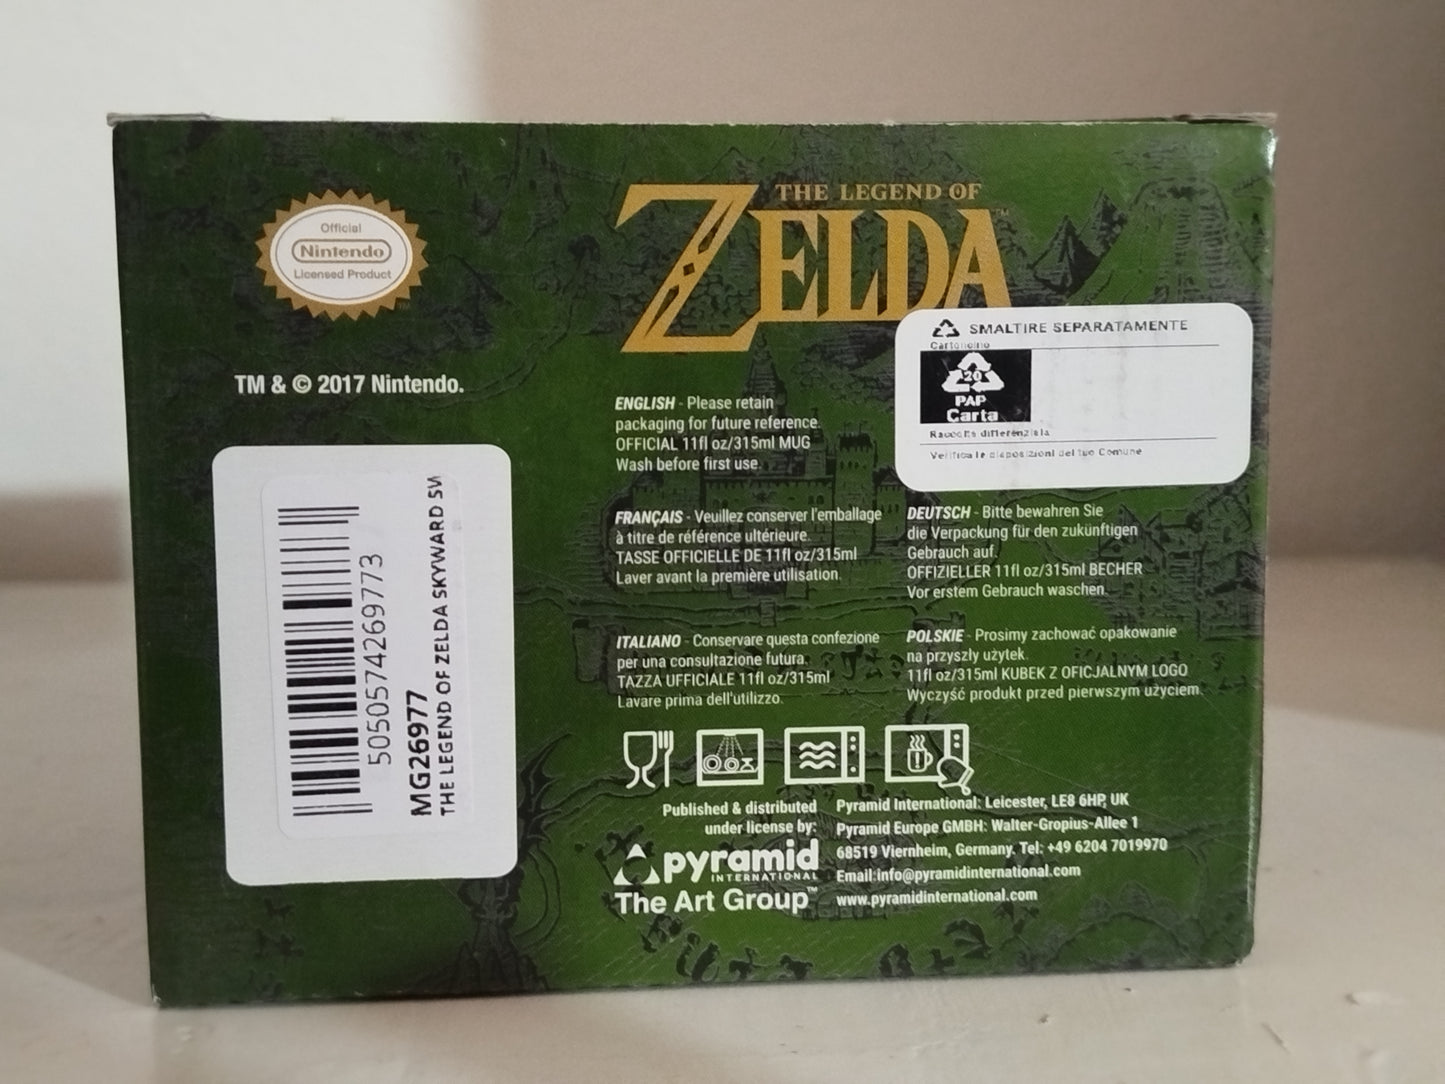 Official
Nintendo
Licensed Product
TM & © 2017 Nintendo.
5050574269773
MG26977
THE LEGEND OF ZELDA SKYWARD SW
THE LEGEND OF
ZELDA™
SMALTIRE SEPARATAMENTE
Cartoncino
20
PAP
Carta
Raccolta differenziata
Verifica le disposizioni del tuo Comune
ENGLISH - Please retain
packaging for future reference.
OFFICIAL 11fl oz/315ml MUG
Wash before first use.
FRANÇAIS - Veuillez conserver l'emballage
à titre de référence ultérieure.
TASSE OFFICIELLE DE 11fl oz/315ml
Laver avant la première utilisation.
DEUTSCH - Bitte bewahren Sie
die Verpackung für den zukünftigen
Gebrauch auf.
OFFIZIELLER 11fl oz/315ml BECHER
Vor erstem Gebrauch waschen.
ITALIANO - Conservare questa confezione
per una consultazione futura.
TAZZA UFFICIALE 11fl oz/315ml
Lavare prima dell'utilizzo.
POLSKIE - Prosimy zachować opakowanie
na przyszły użytek.
11fl oz/315ml KUBEK Z OFICJALNYM LOGO
Wyczyść produkt przed pierwszym użyciem.
Published & distributed
under license by:
pyramid
INTERNATIONAL
The Art Group™
Pyramid International: Leicester, LE8 6HP, UK
Pyramid Europe GMBH: Walter-Gropius-Allee 1
68519 Viernheim, Germany. Tel: +49 6204 7019970
Email:info@pyramidinternational.com
www.pyramidinternational.com